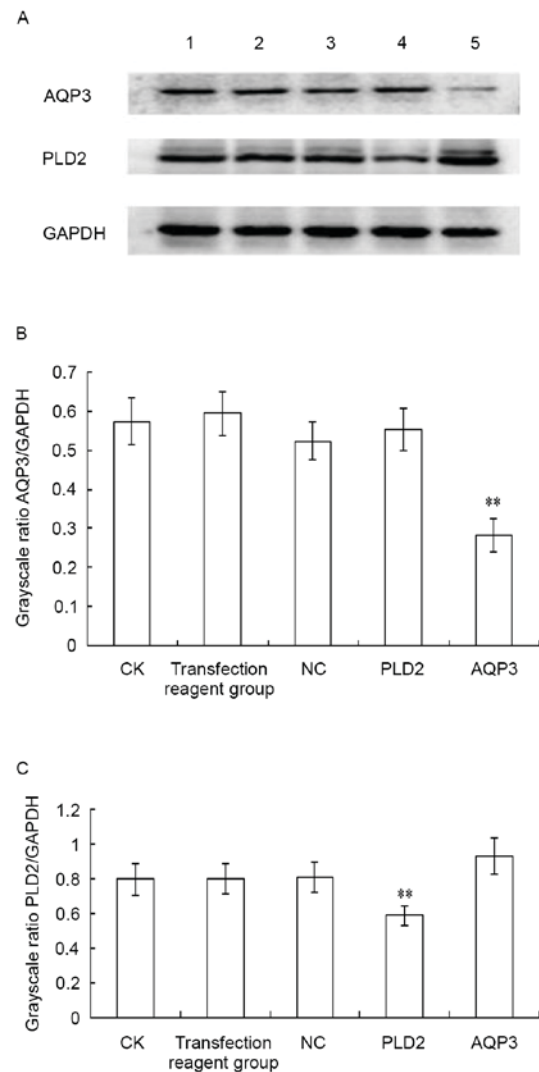 A
1 2 3 4 5
AQP3
PLD2
GAPDH
B
Grayscale ratio AQP3/GAPDH
0.7
0.6
0.5
0.4
0.3
0.2
0.1
0
**
CK Transfection NC PLD2 AQP3
reagent group
C
Grayscale ratio PLD2/GAPDH
1.2
1
0.8
0.6
0.4
0.2
0
**
CK Transfection NC PLD2 AQP3
reagent group